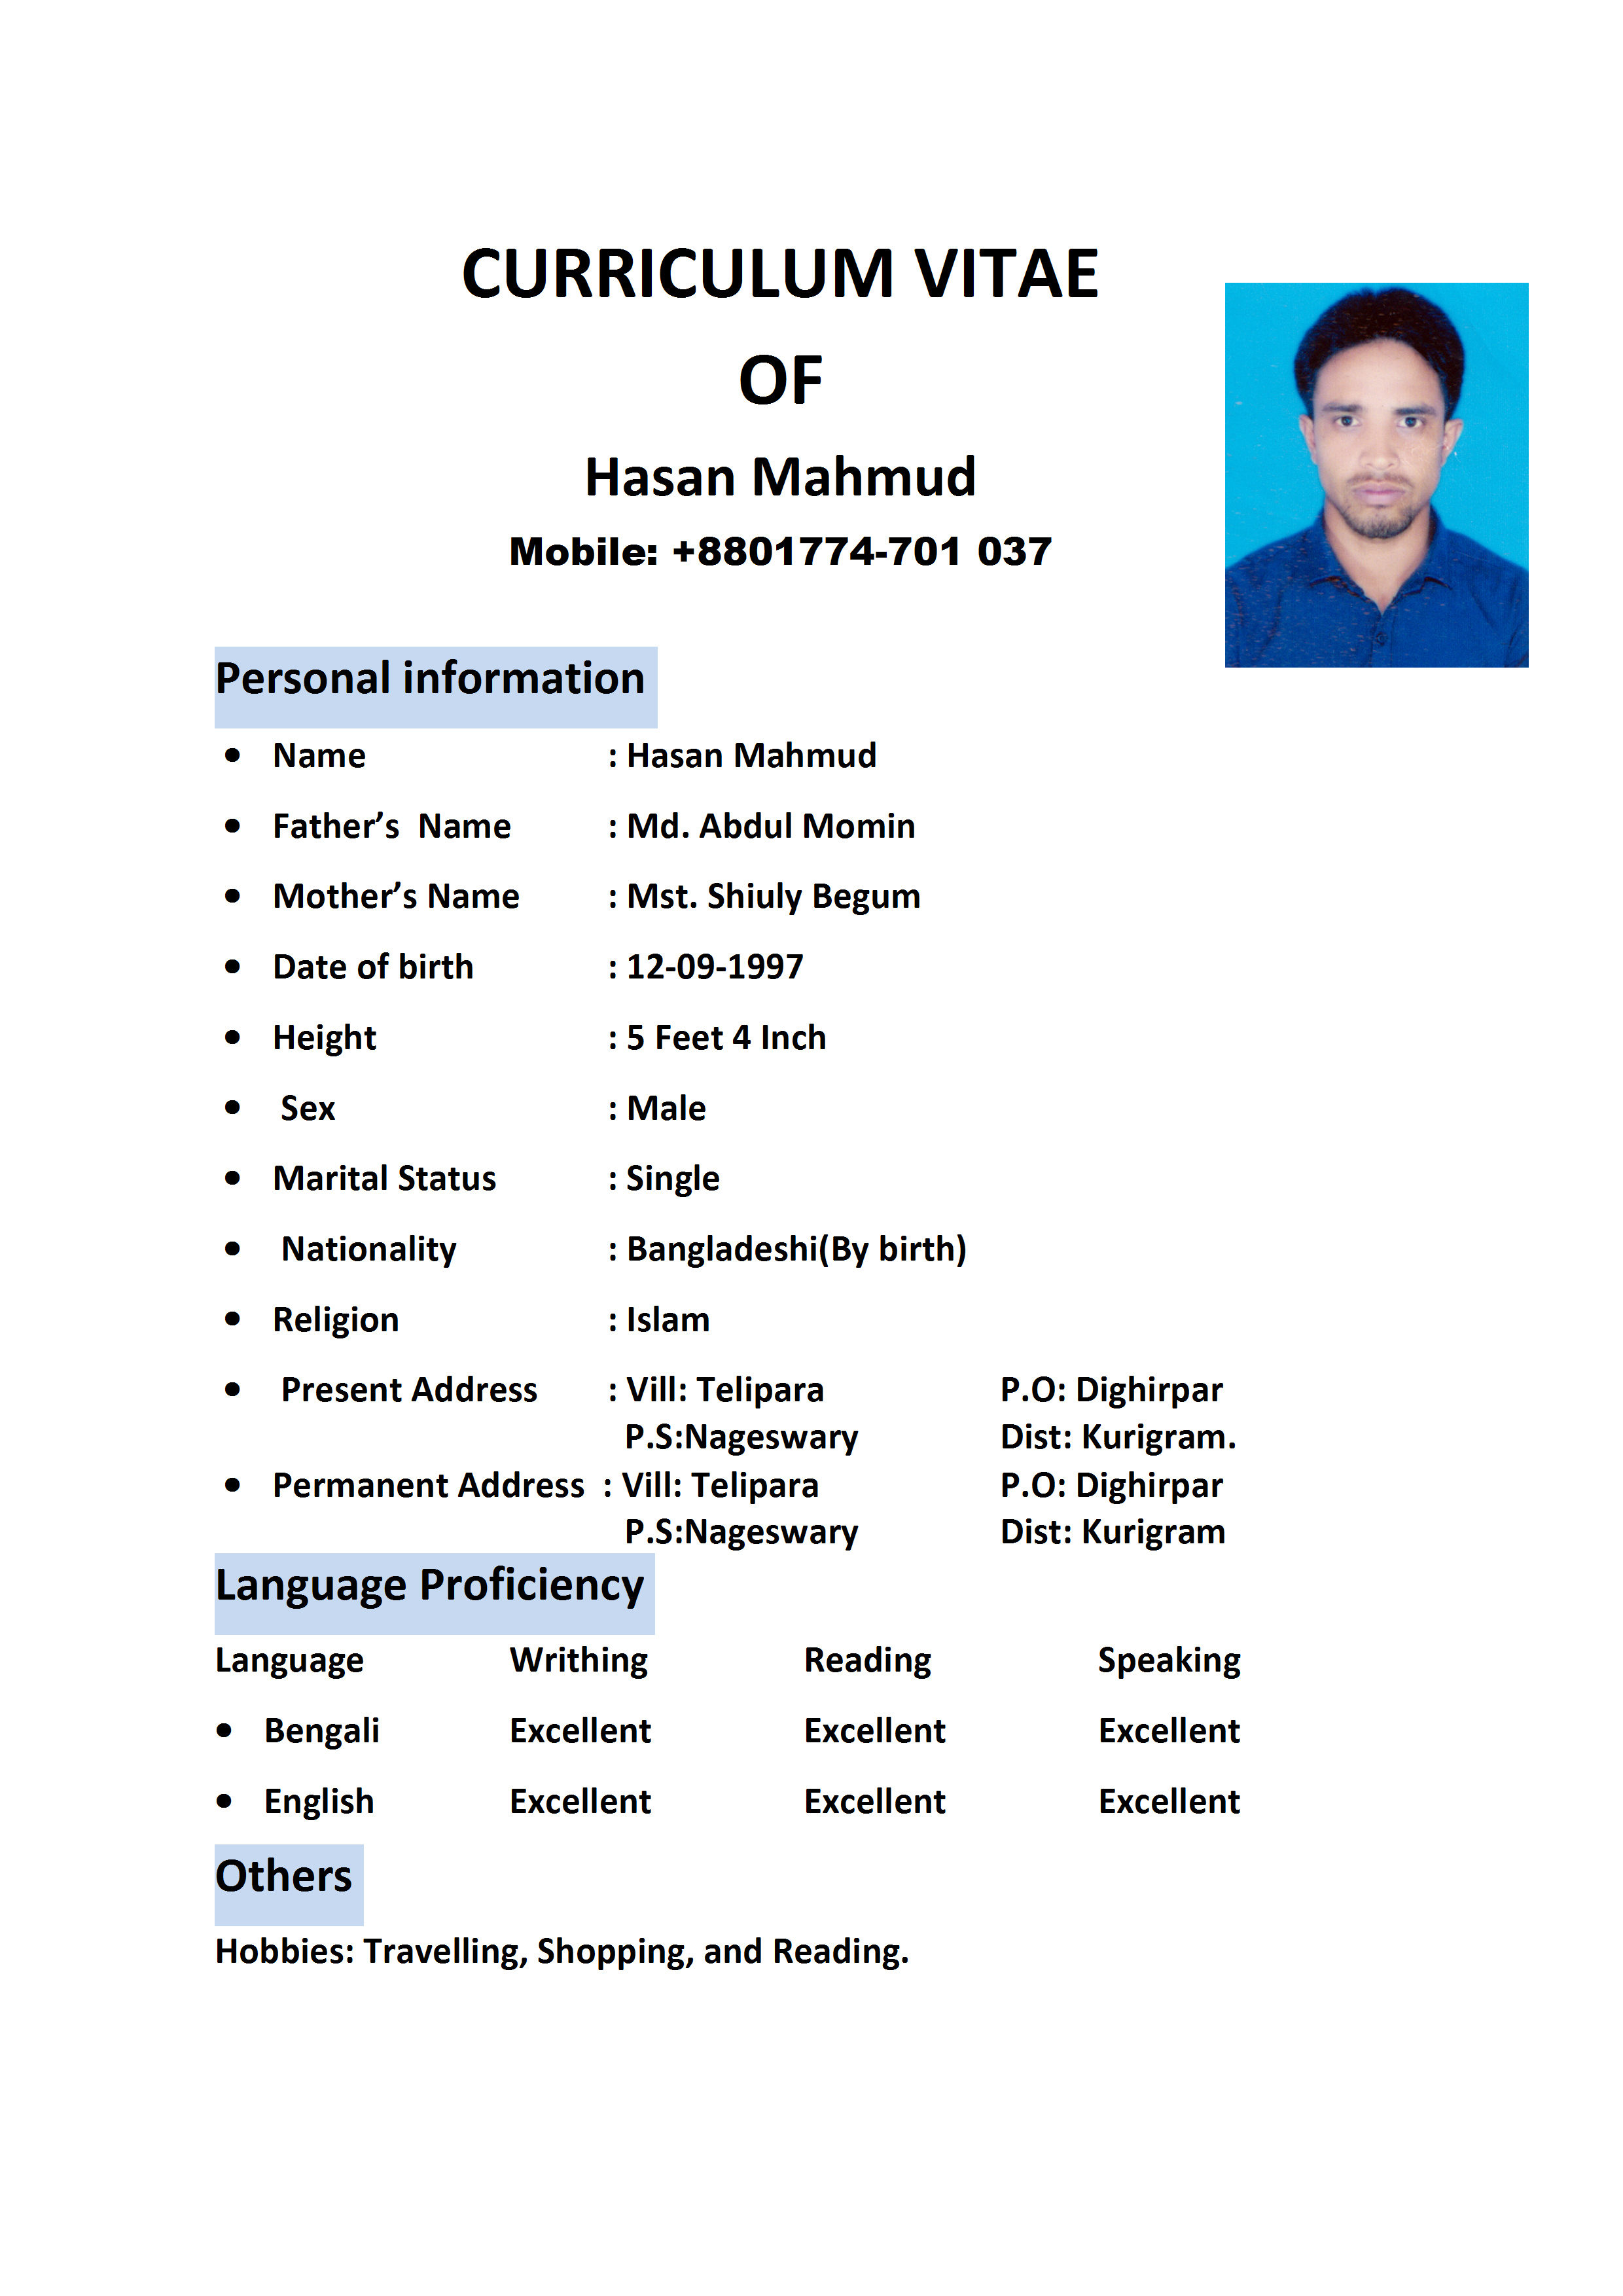 CURRICULUM VITAE
OF
Hasan Mahmud
Mobile: +8801774-701 037
Personal information
• Name : Hasan Mahmud
• Father’s  Name : Md. Abdul Momin
• Mother’s Name : Mst. Shiuly Begum
• Date of birth : 12-09-1997
• Height : 5 Feet 4 Inch
• Sex : Male
• Marital Status : Single
• Nationality : Bangladeshi(By birth)
• Religion : Islam
• Present Address : Vill: Telipara P.O: Dighirpar
P.S:Nageswary Dist: Kurigram.
• Permanent Address : Vill: Telipara P.O: Dighirpar
P.S:Nageswary Dist: Kurigram
Language Proficiency
Language Writhing Reading Speaking
• Bengali Excellent Excellent Excellent
• English Excellent Excellent Excellent
Others
Hobbies: Travelling, Shopping, and Reading.